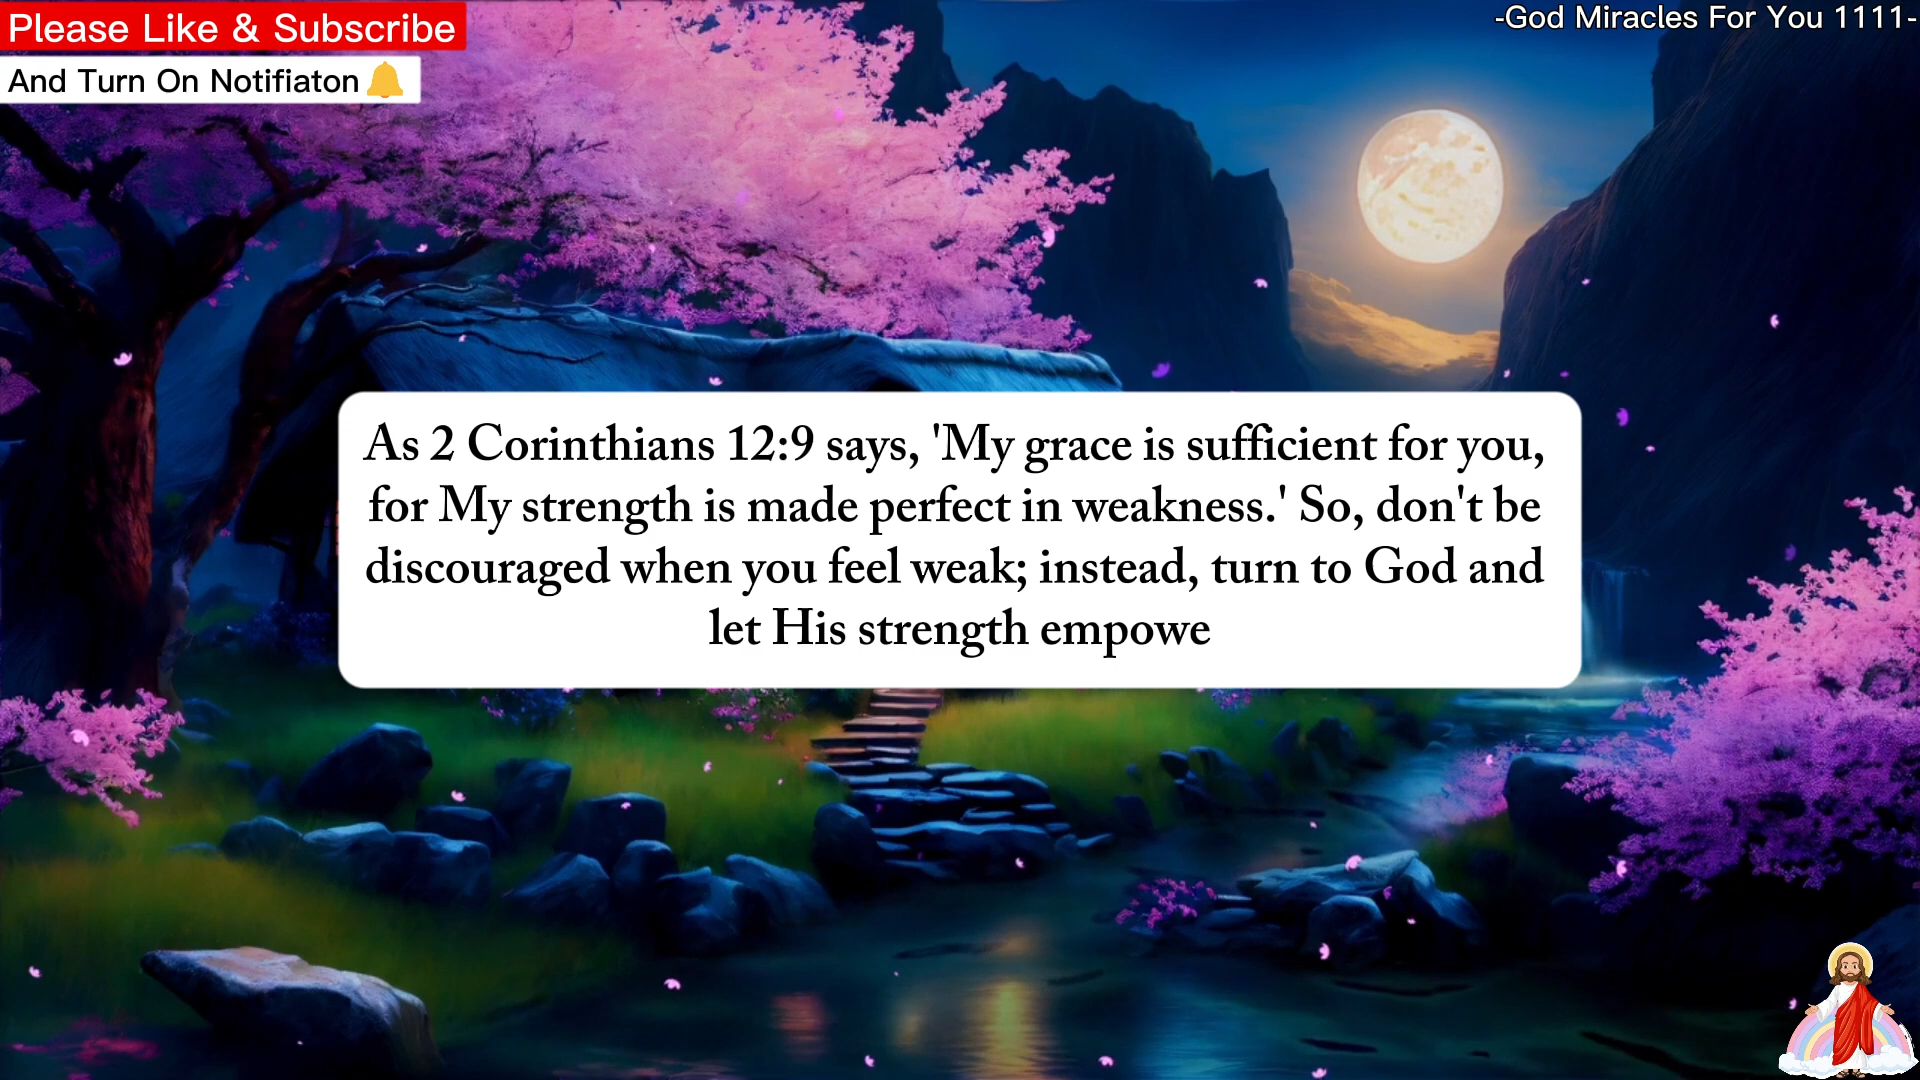 Please Like & Subscribe
-God Miracles For You 1111-
And Turn On Notifiaton
As 2 Corinthians 12:9 says, 'My grace is sufficient for you,
for My strength is made perfect in weakness.' So, don't be
discouraged when you feel weak; instead, turn to God and
let His strength empowe